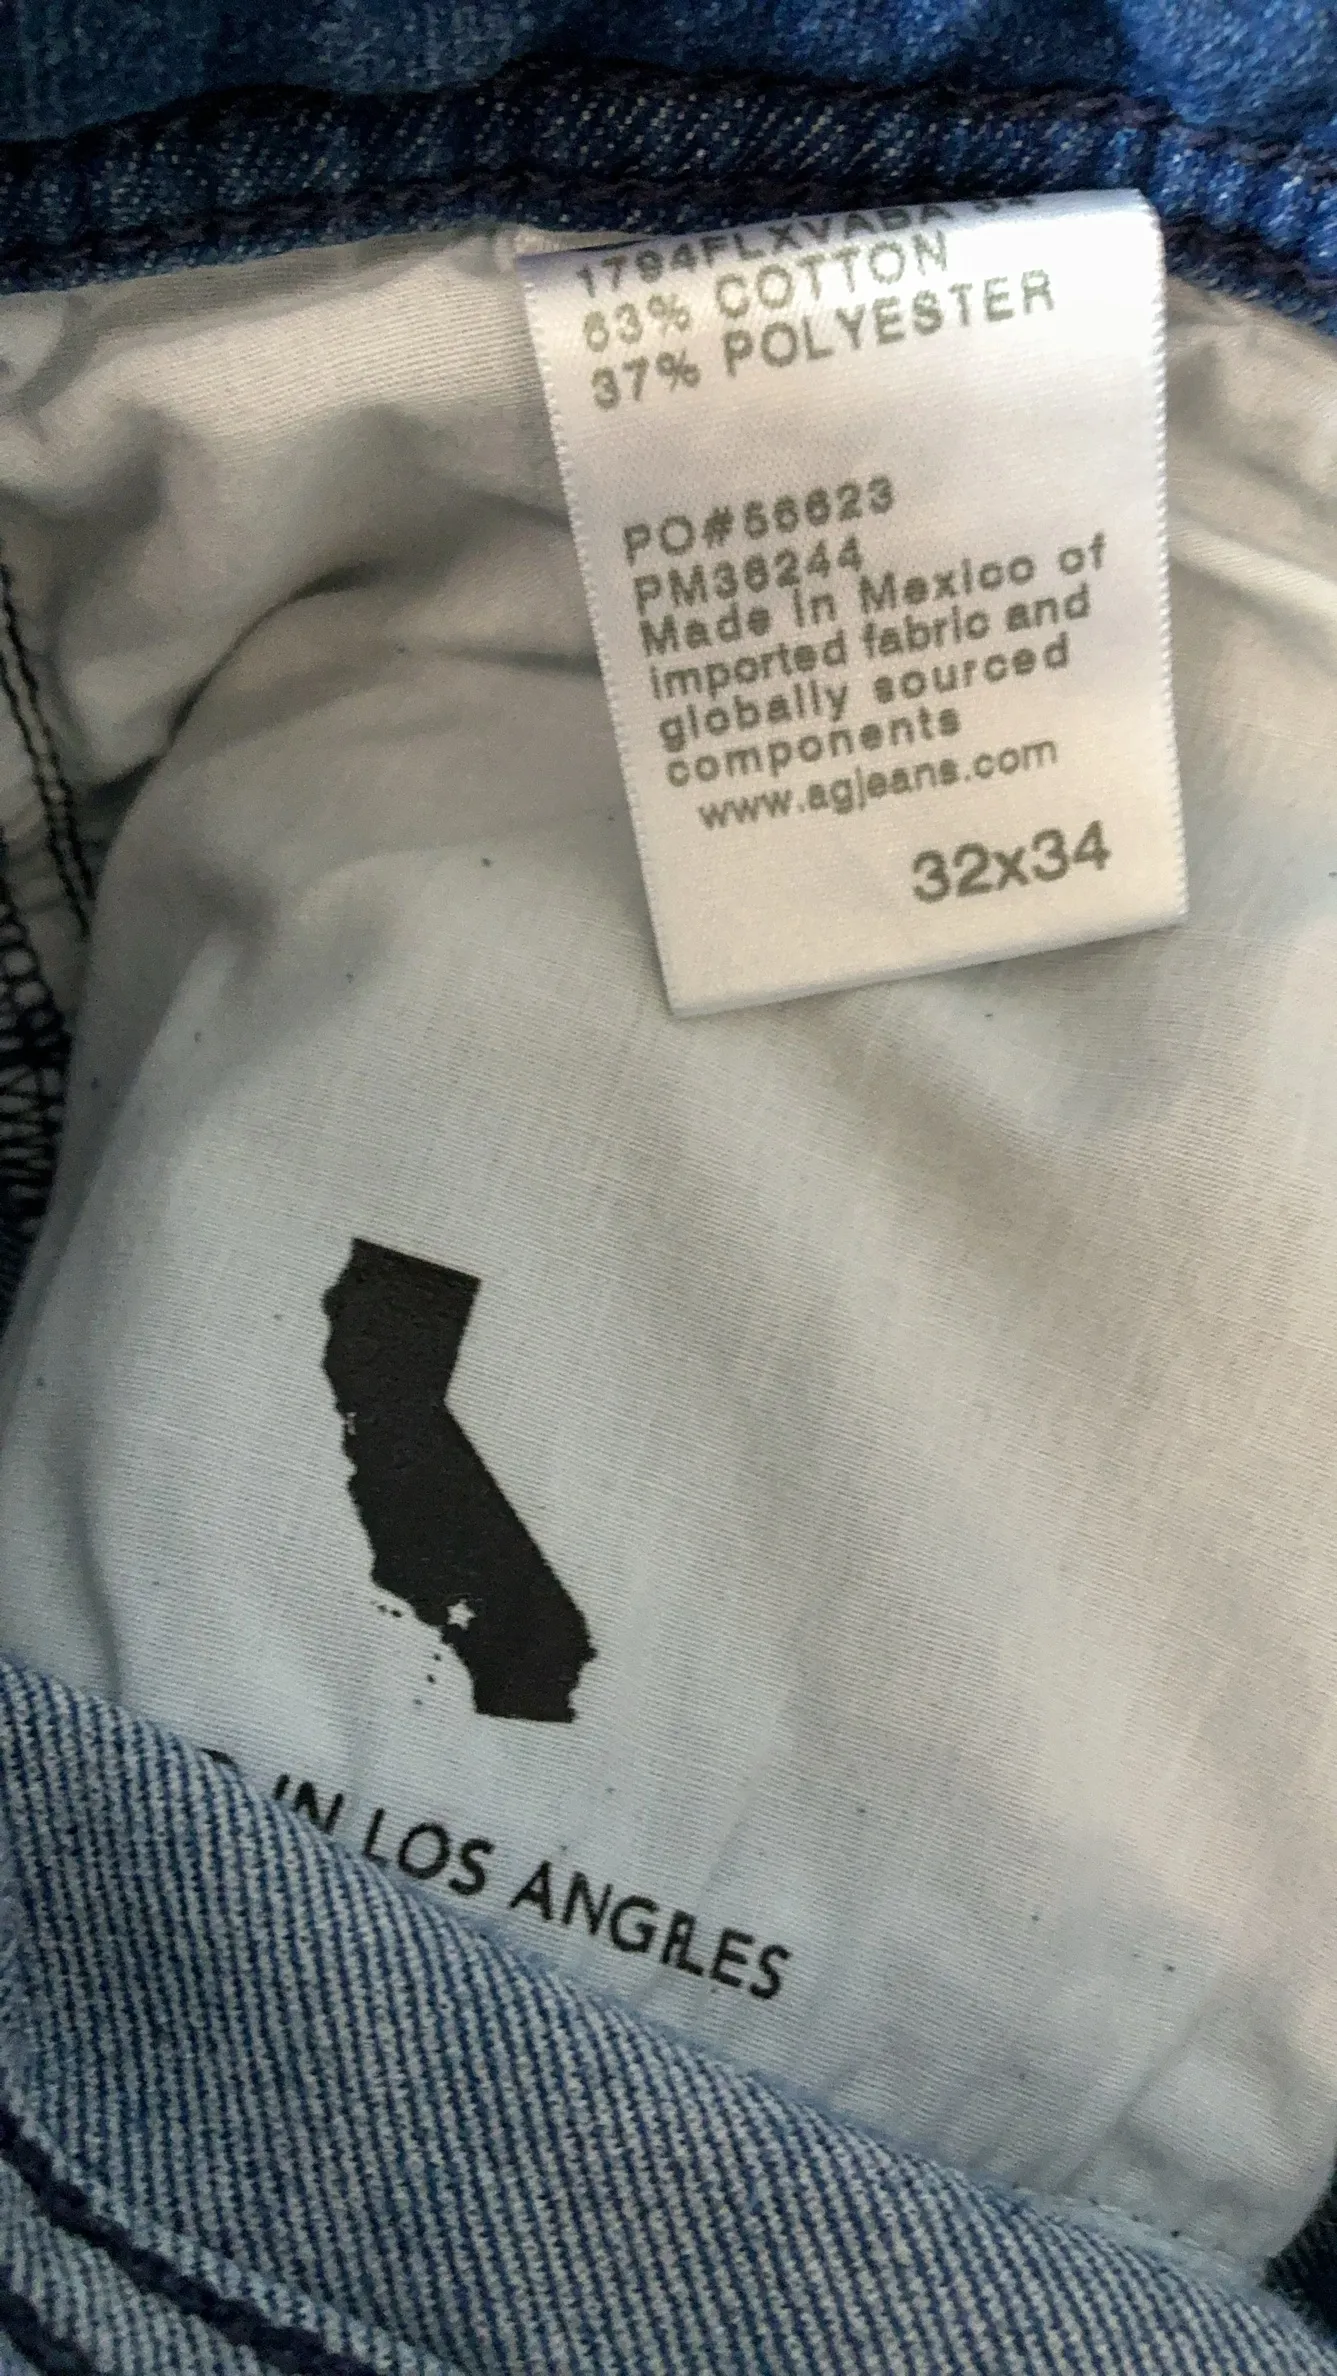 1794FLXVABA
63% COTTON
37% POLYESTER
PO#56623
PM36244
Made in Mexico of
imported fabric and
globally sourced
components
www.agjeans.com
32x34
IN LOS ANGELES